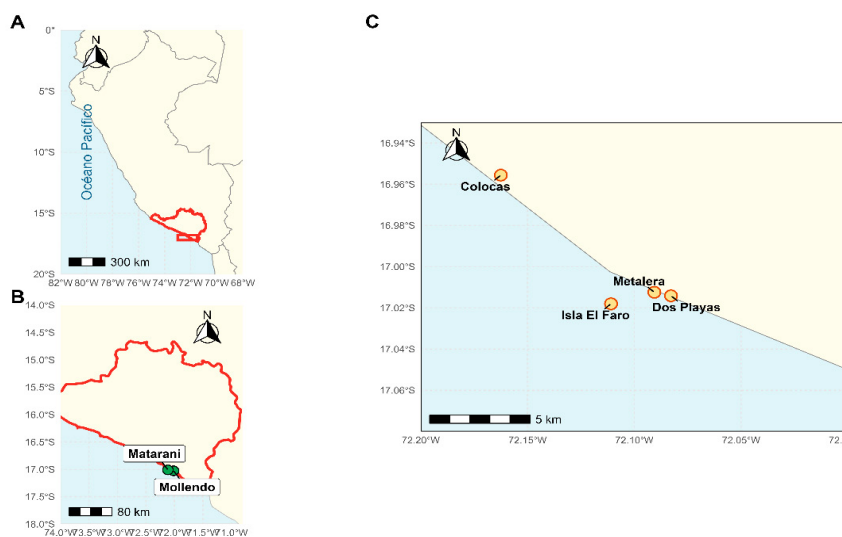 A
N
0°
5°S
10°S
15°S
20°S
Océano Pacífico
300 km
82°W 80°W 78°W 76°W 74°W 72°W 70°W 68°W
B
N
14.0°S
14.5°S
15.0°S
15.5°S
16.0°S
16.5°S
17.0°S
17.5°S
18.0°S
Matarani
Mollendo
80 km
74.0°W 73.5°W 73.0°W 72.5°W 72.0°W 71.5°W 71.0°W
C
N
16.94°S
16.96°S
16.98°S
17.00°S
17.02°S
17.04°S
17.06°S
Colocas
Metalera
Isla El Faro
Dos Playas
5 km
72.20°W 72.15°W 72.10°W 72.05°W